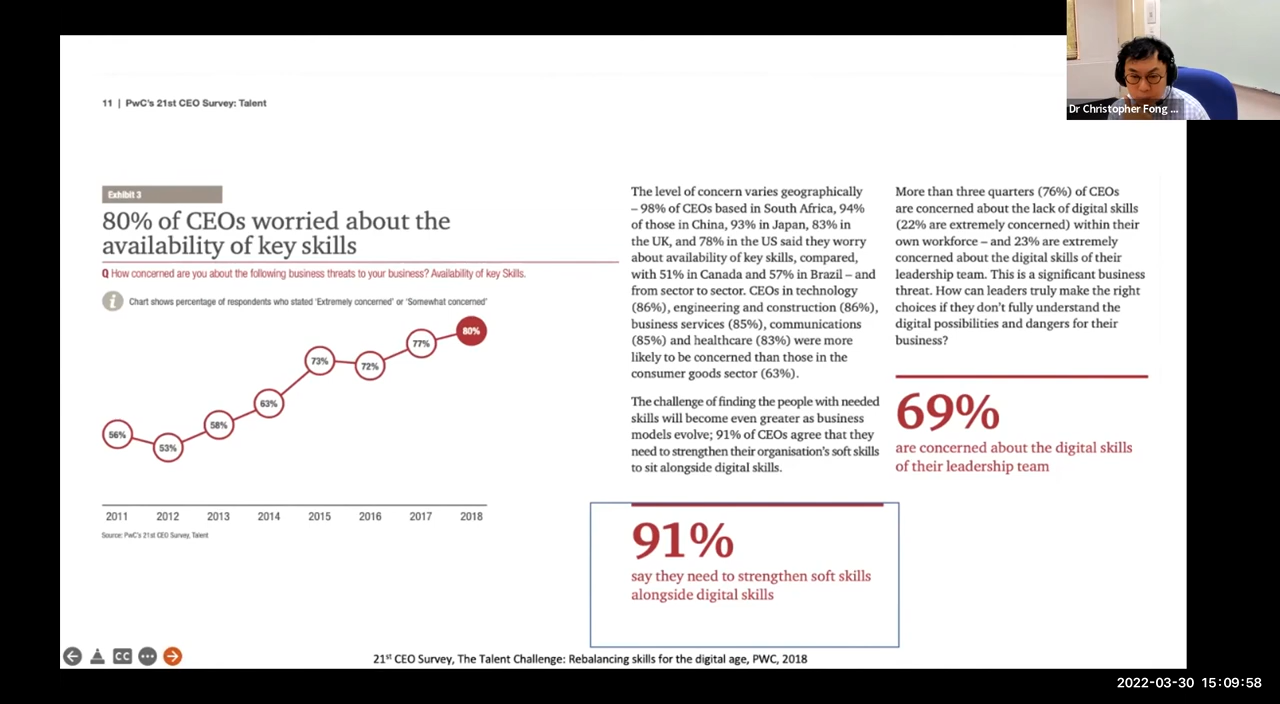 Dr Christopher Fong ...
11 | PwC's 21st CEO Survey: Talent
Exhibit 3
80% of CEOs worried about the
availability of key skills
Q How concerned are you about the following business threats to your business? Availability of key Skills.
i Chart shows percentage of respondents who stated 'Extremely concerned' or 'Somewhat concerned'
56%
53%
58%
63%
73%
72%
77%
80%
2011 2012 2013 2014 2015 2016 2017 2018
Source: PwC's 21st CEO Survey, Talent
The level of concern varies geographically
– 98% of CEOs based in South Africa, 94%
of those in China, 93% in Japan, 83% in
the UK, and 78% in the US said they worry
about availability of key skills, compared,
with 51% in Canada and 57% in Brazil – and
from sector to sector. CEOs in technology
(86%), engineering and construction (86%),
business services (85%), communications
(85%) and healthcare (83%) were more
likely to be concerned than those in the
consumer goods sector (63%).
The challenge of finding the people with needed
skills will become even greater as business
models evolve; 91% of CEOs agree that they
need to strengthen their organisation's soft skills
to sit alongside digital skills.
91%
say they need to strengthen soft skills
alongside digital skills
More than three quarters (76%) of CEOs
are concerned about the lack of digital skills
(22% are extremely concerned) within their
own workforce – and 23% are extremely
concerned about the digital skills of their
leadership team. This is a significant business
threat. How can leaders truly make the right
choices if they don't fully understand the
digital possibilities and dangers for their
business?
69%
are concerned about the digital skills
of their leadership team
CC
21st CEO Survey, The Talent Challenge: Rebalancing skills for the digital age, PWC, 2018
2022-03-30 15:09:58